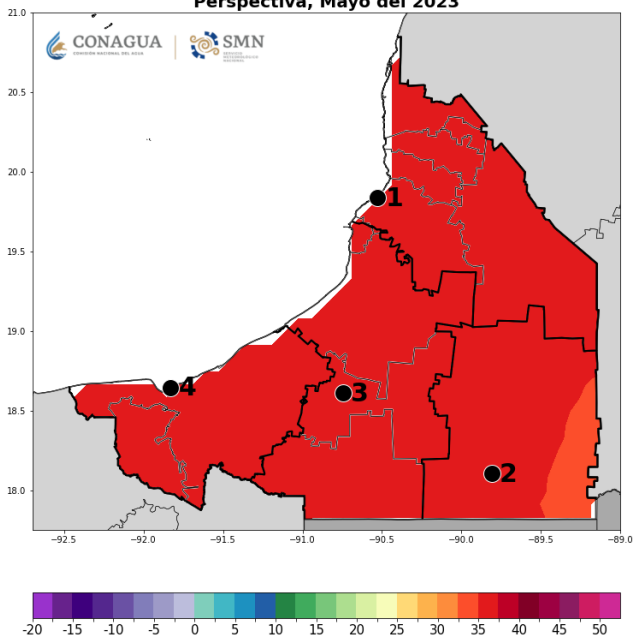 Perspectiva, Mayo del 2023
CONAGUA
COMISIÓN NACIONAL DEL AGUA
SMN
SERVICIO
METEOROLÓGICO
NACIONAL
21.0
20.5
20.0
19.5
19.0
18.5
18.0
1
4
3
2
−92.5 −92.0 −91.5 −91.0 −90.5 −90.0 −89.5 −89.0
-20 -15 -10 -5 0 5 10 15 20 25 30 35 40 45 50